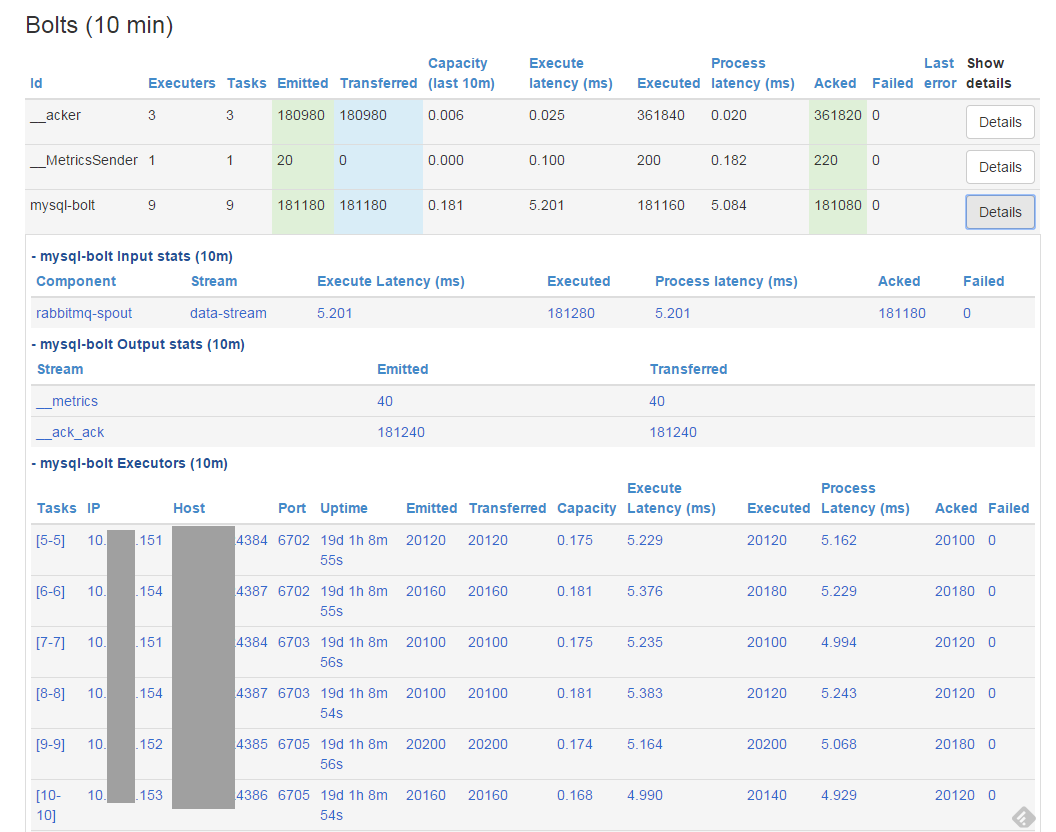 Bolts (10 min)
Id Executers Tasks Emitted Transferred Capacity (last 10m) Execute latency (ms) Executed Process latency (ms) Acked Failed Last error Show details
__acker 3 3 180980 180980 0.006 0.025 361840 0.020 361820 0 Details
__MetricsSender 1 1 20 0 0.000 0.100 200 0.182 220 0 Details
mysql-bolt 9 9 181180 181180 0.181 5.201 181160 5.084 181080 0 Details
- mysql-bolt Input stats (10m)
Component Stream Execute Latency (ms) Executed Process latency (ms) Acked Failed
rabbitmq-spout data-stream 5.201 181280 5.201 181180 0
- mysql-bolt Output stats (10m)
Stream Emitted Transferred
__metrics 40 40
__ack_ack 181240 181240
- mysql-bolt Executors (10m)
Tasks IP Host Port Uptime Emitted Transferred Capacity Execute Latency (ms) Executed Process Latency (ms) Acked Failed
[5-5] 10. .151 .4384 6702 19d 1h 8m 55s 20120 20120 0.175 5.229 20120 5.162 20100 0
[6-6] 10. .154 .4387 6702 19d 1h 8m 55s 20160 20160 0.181 5.376 20180 5.229 20180 0
[7-7] 10. .151 .4384 6703 19d 1h 8m 56s 20100 20100 0.175 5.235 20100 4.994 20120 0
[8-8] 10. .154 .4387 6703 19d 1h 8m 54s 20100 20100 0.181 5.383 20120 5.243 20120 0
[9-9] 10. .152 .4385 6705 19d 1h 8m 56s 20200 20200 0.174 5.164 20200 5.068 20180 0
[10-10] 10. .153 .4386 6705 19d 1h 8m 54s 20160 20160 0.168 4.990 20140 4.929 20120 0